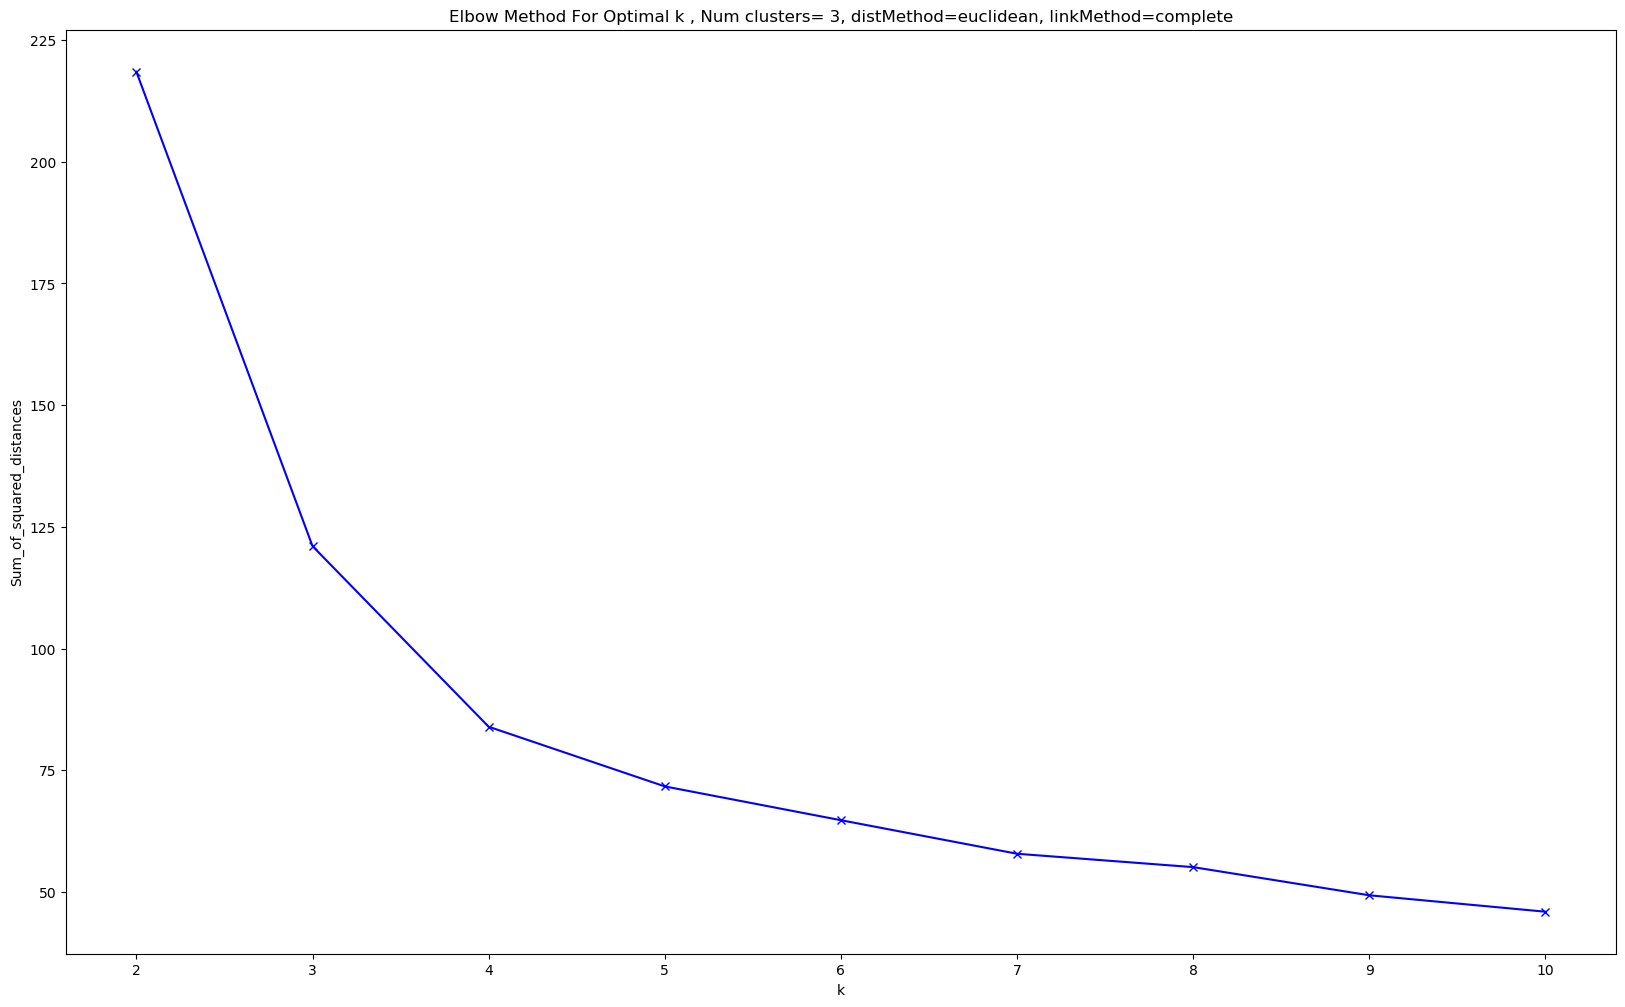 Elbow Method For Optimal k , Num clusters= 3, distMethod=euclidean, linkMethod=complete
225
200
175
150
125
100
75
50
Sum_of_squared_distances
2 3 4 5 6 7 8 9 10
k